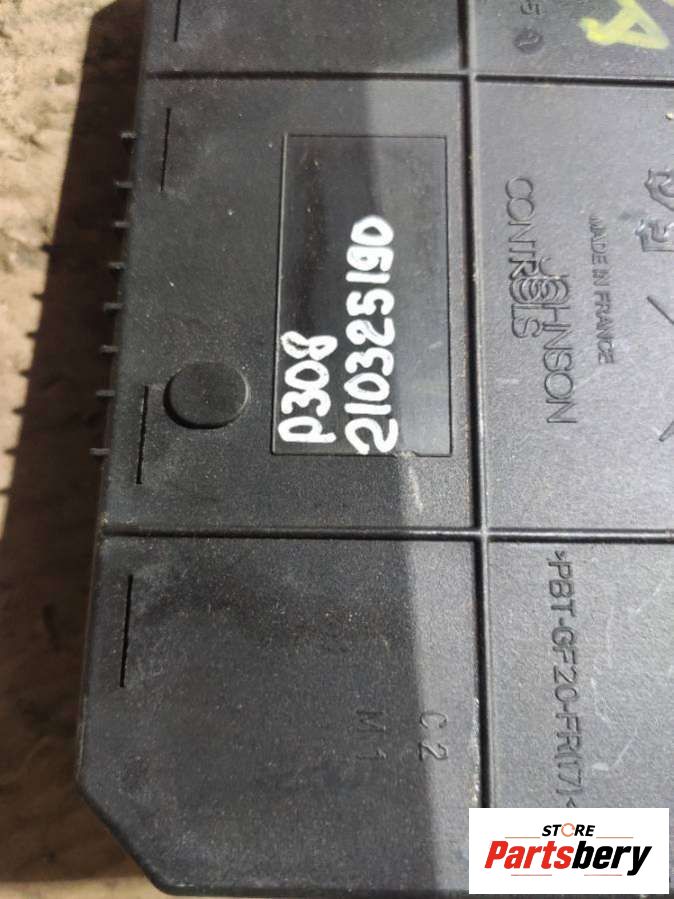 P308
210325190
JOHNSON
CONTROLS
MADE IN FRANCE
>PBT-GF20-FR(17)<
C2
M1
STORE
Partsbery